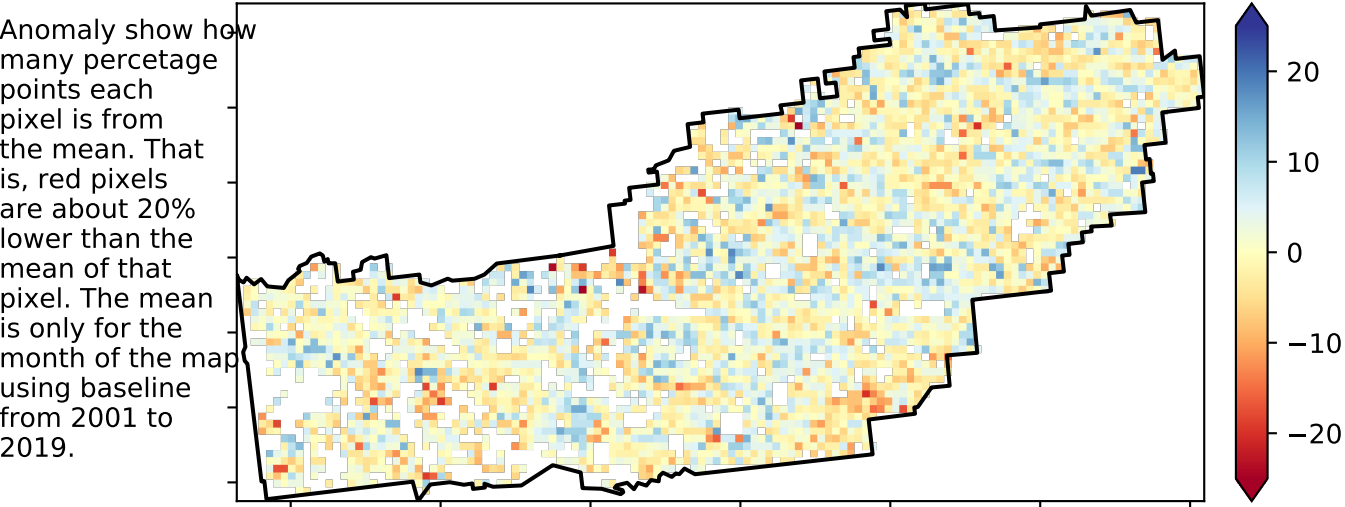 Anomaly show how
many percetage
points each
pixel is from
the mean. That
is, red pixels
are about 20%
lower than the
mean of that
pixel. The mean
is only for the
month of the map
using baseline
from 2001 to
2019.
20
10
0
−10
−20